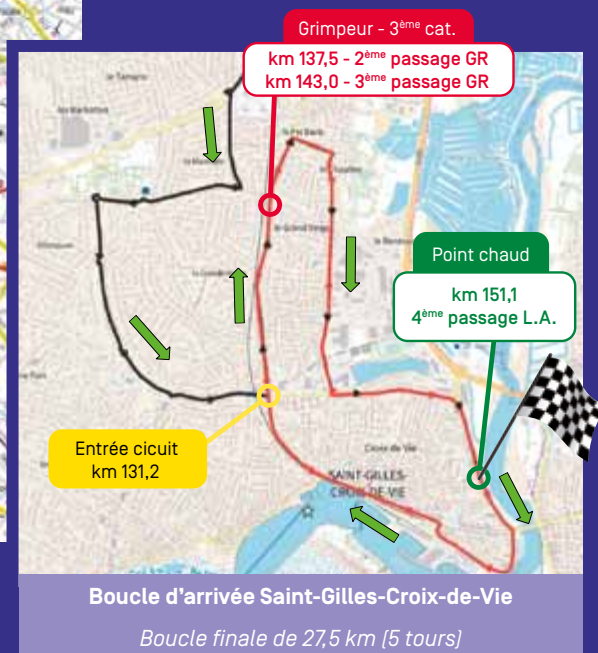 Grimpeur - 3ème cat.
km 137,5 - 2ème passage GR
km 143,0 - 3ème passage GR
Point chaud
km 151,1
4ème passage L.A.
Entrée cicuit
km 131,2
Croix de Vie
SAINT-GILLES-
CROIX-DE-VIE
Boucle d'arrivée Saint-Gilles-Croix-de-Vie
Boucle finale de 27,5 km (5 tours)